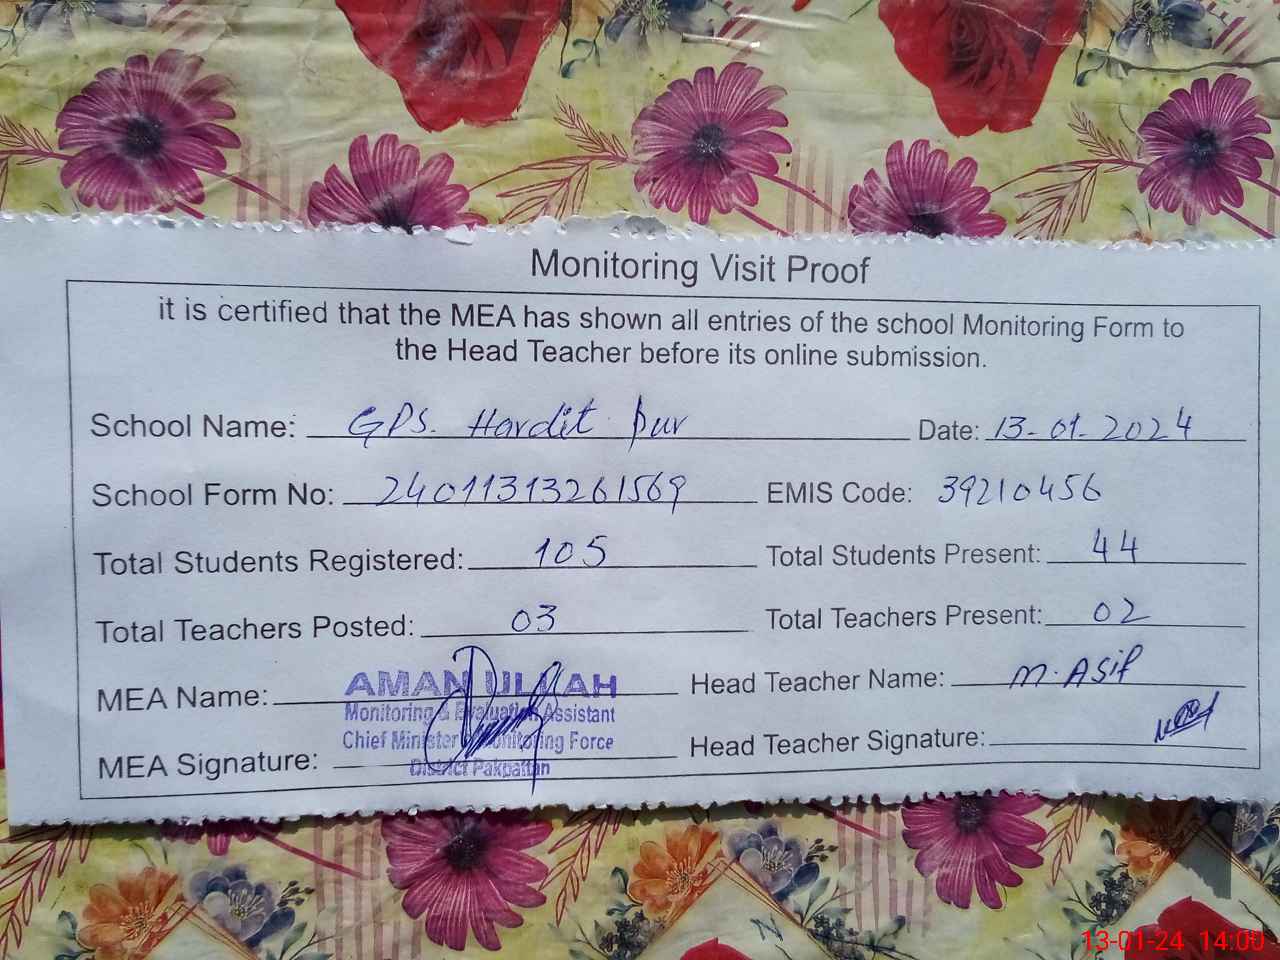 Monitoring Visit Proof
it is certified that the MEA has shown all entries of the school Monitoring Form to
the Head Teacher before its online submission.
School Name: GPS. Hardit Pur Date: 13-01-2024
School Form No: 24011313261569 EMIS Code: 39210456
Total Students Registered: 105 Total Students Present: 44
Total Teachers Posted: 03 Total Teachers Present: 02
MEA Name: AMAN ULLAH Head Teacher Name: M. Asif
Monitoring & Evaluation Assistant
Chief Minister Monitoring Force
MEA Signature: Head Teacher Signature:
District Pakpattan
13-01-24 14:00